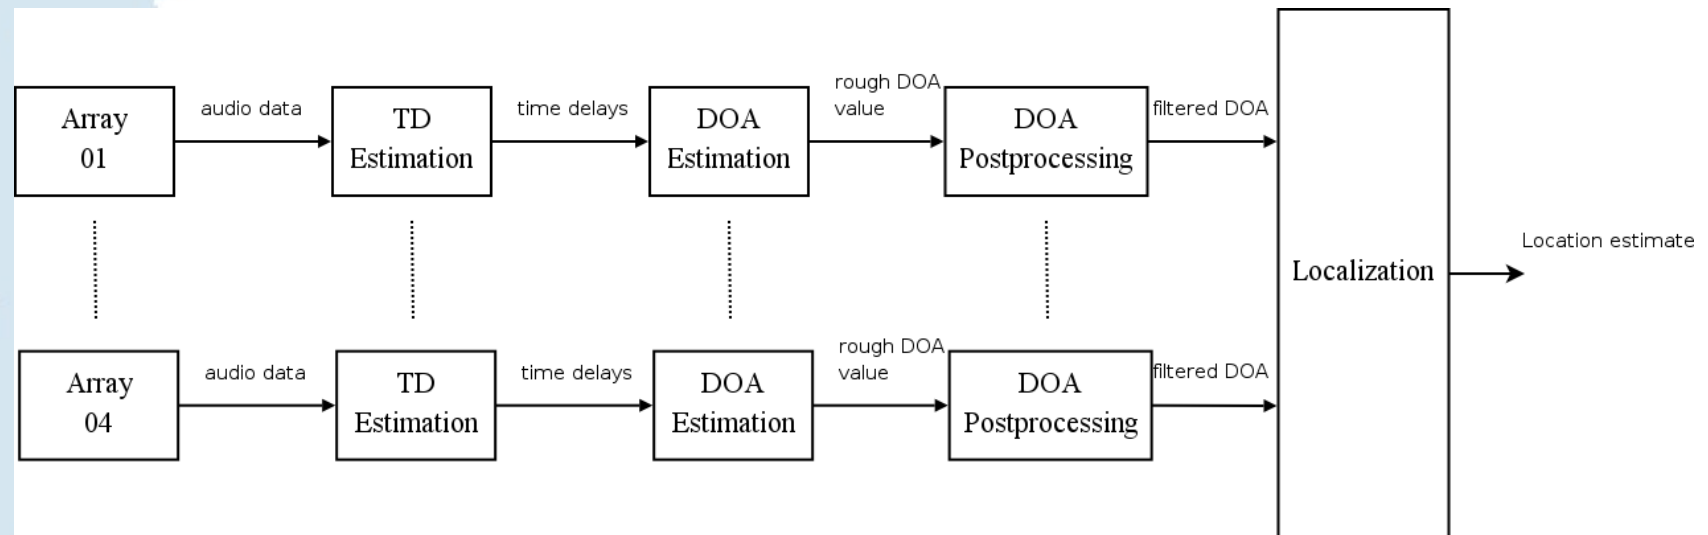 rough DOA
value
audio data
time delays
filtered DOA
Array
01
TD
Estimation
DOA
Estimation
DOA
Postprocessing
Location estimate
Localization
rough DOA
value
audio data
time delays
filtered DOA
Array
04
TD
Estimation
DOA
Estimation
DOA
Postprocessing